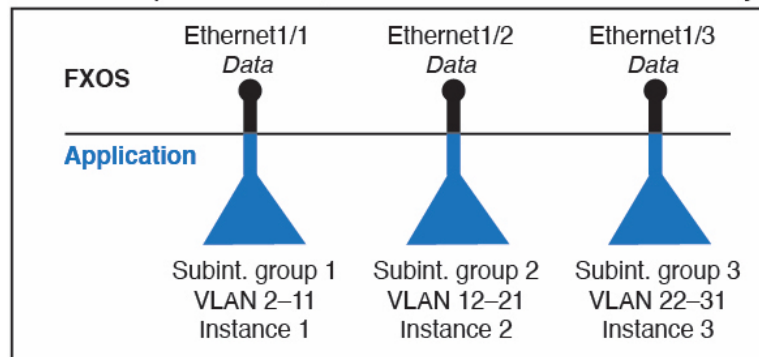 Ethernet1/1 Ethernet1/2 Ethernet1/3
Data Data Data
FXOS
Application
Subint. group 1 Subint. group 2 Subint. group 3
VLAN 2–11 VLAN 12–21 VLAN 22–31
Instance 1 Instance 2 Instance 3